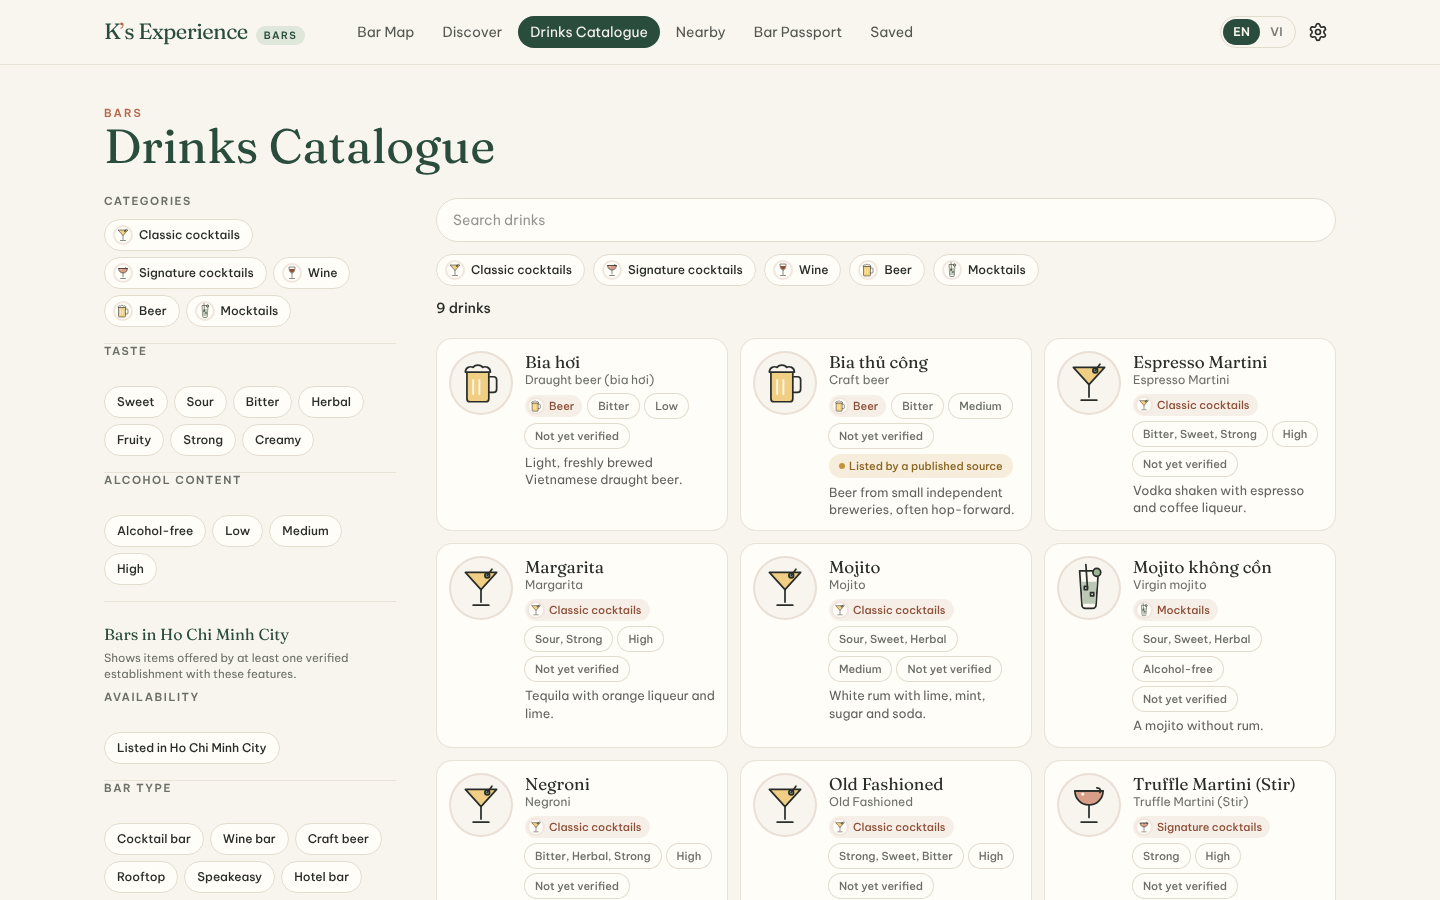 K's Experience BARS
Bar Map
Discover
Drinks Catalogue
Nearby
Bar Passport
Saved
EN VI
BARS
Drinks Catalogue
CATEGORIES
Classic cocktails
Signature cocktails
Wine
Beer
Mocktails
TASTE
Sweet
Sour
Bitter
Herbal
Fruity
Strong
Creamy
ALCOHOL CONTENT
Alcohol-free
Low
Medium
High
Bars in Ho Chi Minh City
Shows items offered by at least one verified
establishment with these features.
AVAILABILITY
Listed in Ho Chi Minh City
BAR TYPE
Cocktail bar
Wine bar
Craft beer
Rooftop
Speakeasy
Hotel bar
Search drinks
Classic cocktails
Signature cocktails
Wine
Beer
Mocktails
9 drinks
Bia hơi
Draught beer (bia hơi)
Beer
Bitter
Low
Not yet verified
Light, freshly brewed
Vietnamese draught beer.
Bia thủ công
Craft beer
Beer
Bitter
Medium
Not yet verified
Listed by a published source
Beer from small independent
breweries, often hop-forward.
Espresso Martini
Espresso Martini
Classic cocktails
Bitter, Sweet, Strong
High
Not yet verified
Vodka shaken with espresso
and coffee liqueur.
Margarita
Margarita
Classic cocktails
Sour, Strong
High
Not yet verified
Tequila with orange liqueur and
lime.
Mojito
Mojito
Classic cocktails
Sour, Sweet, Herbal
Medium
Not yet verified
White rum with lime, mint,
sugar and soda.
Mojito không cồn
Virgin mojito
Mocktails
Sour, Sweet, Herbal
Alcohol-free
Not yet verified
A mojito without rum.
Negroni
Negroni
Classic cocktails
Bitter, Herbal, Strong
High
Not yet verified
Old Fashioned
Old Fashioned
Classic cocktails
Strong, Sweet, Bitter
High
Not yet verified
Truffle Martini (Stir)
Truffle Martini (Stir)
Signature cocktails
Strong
High
Not yet verified